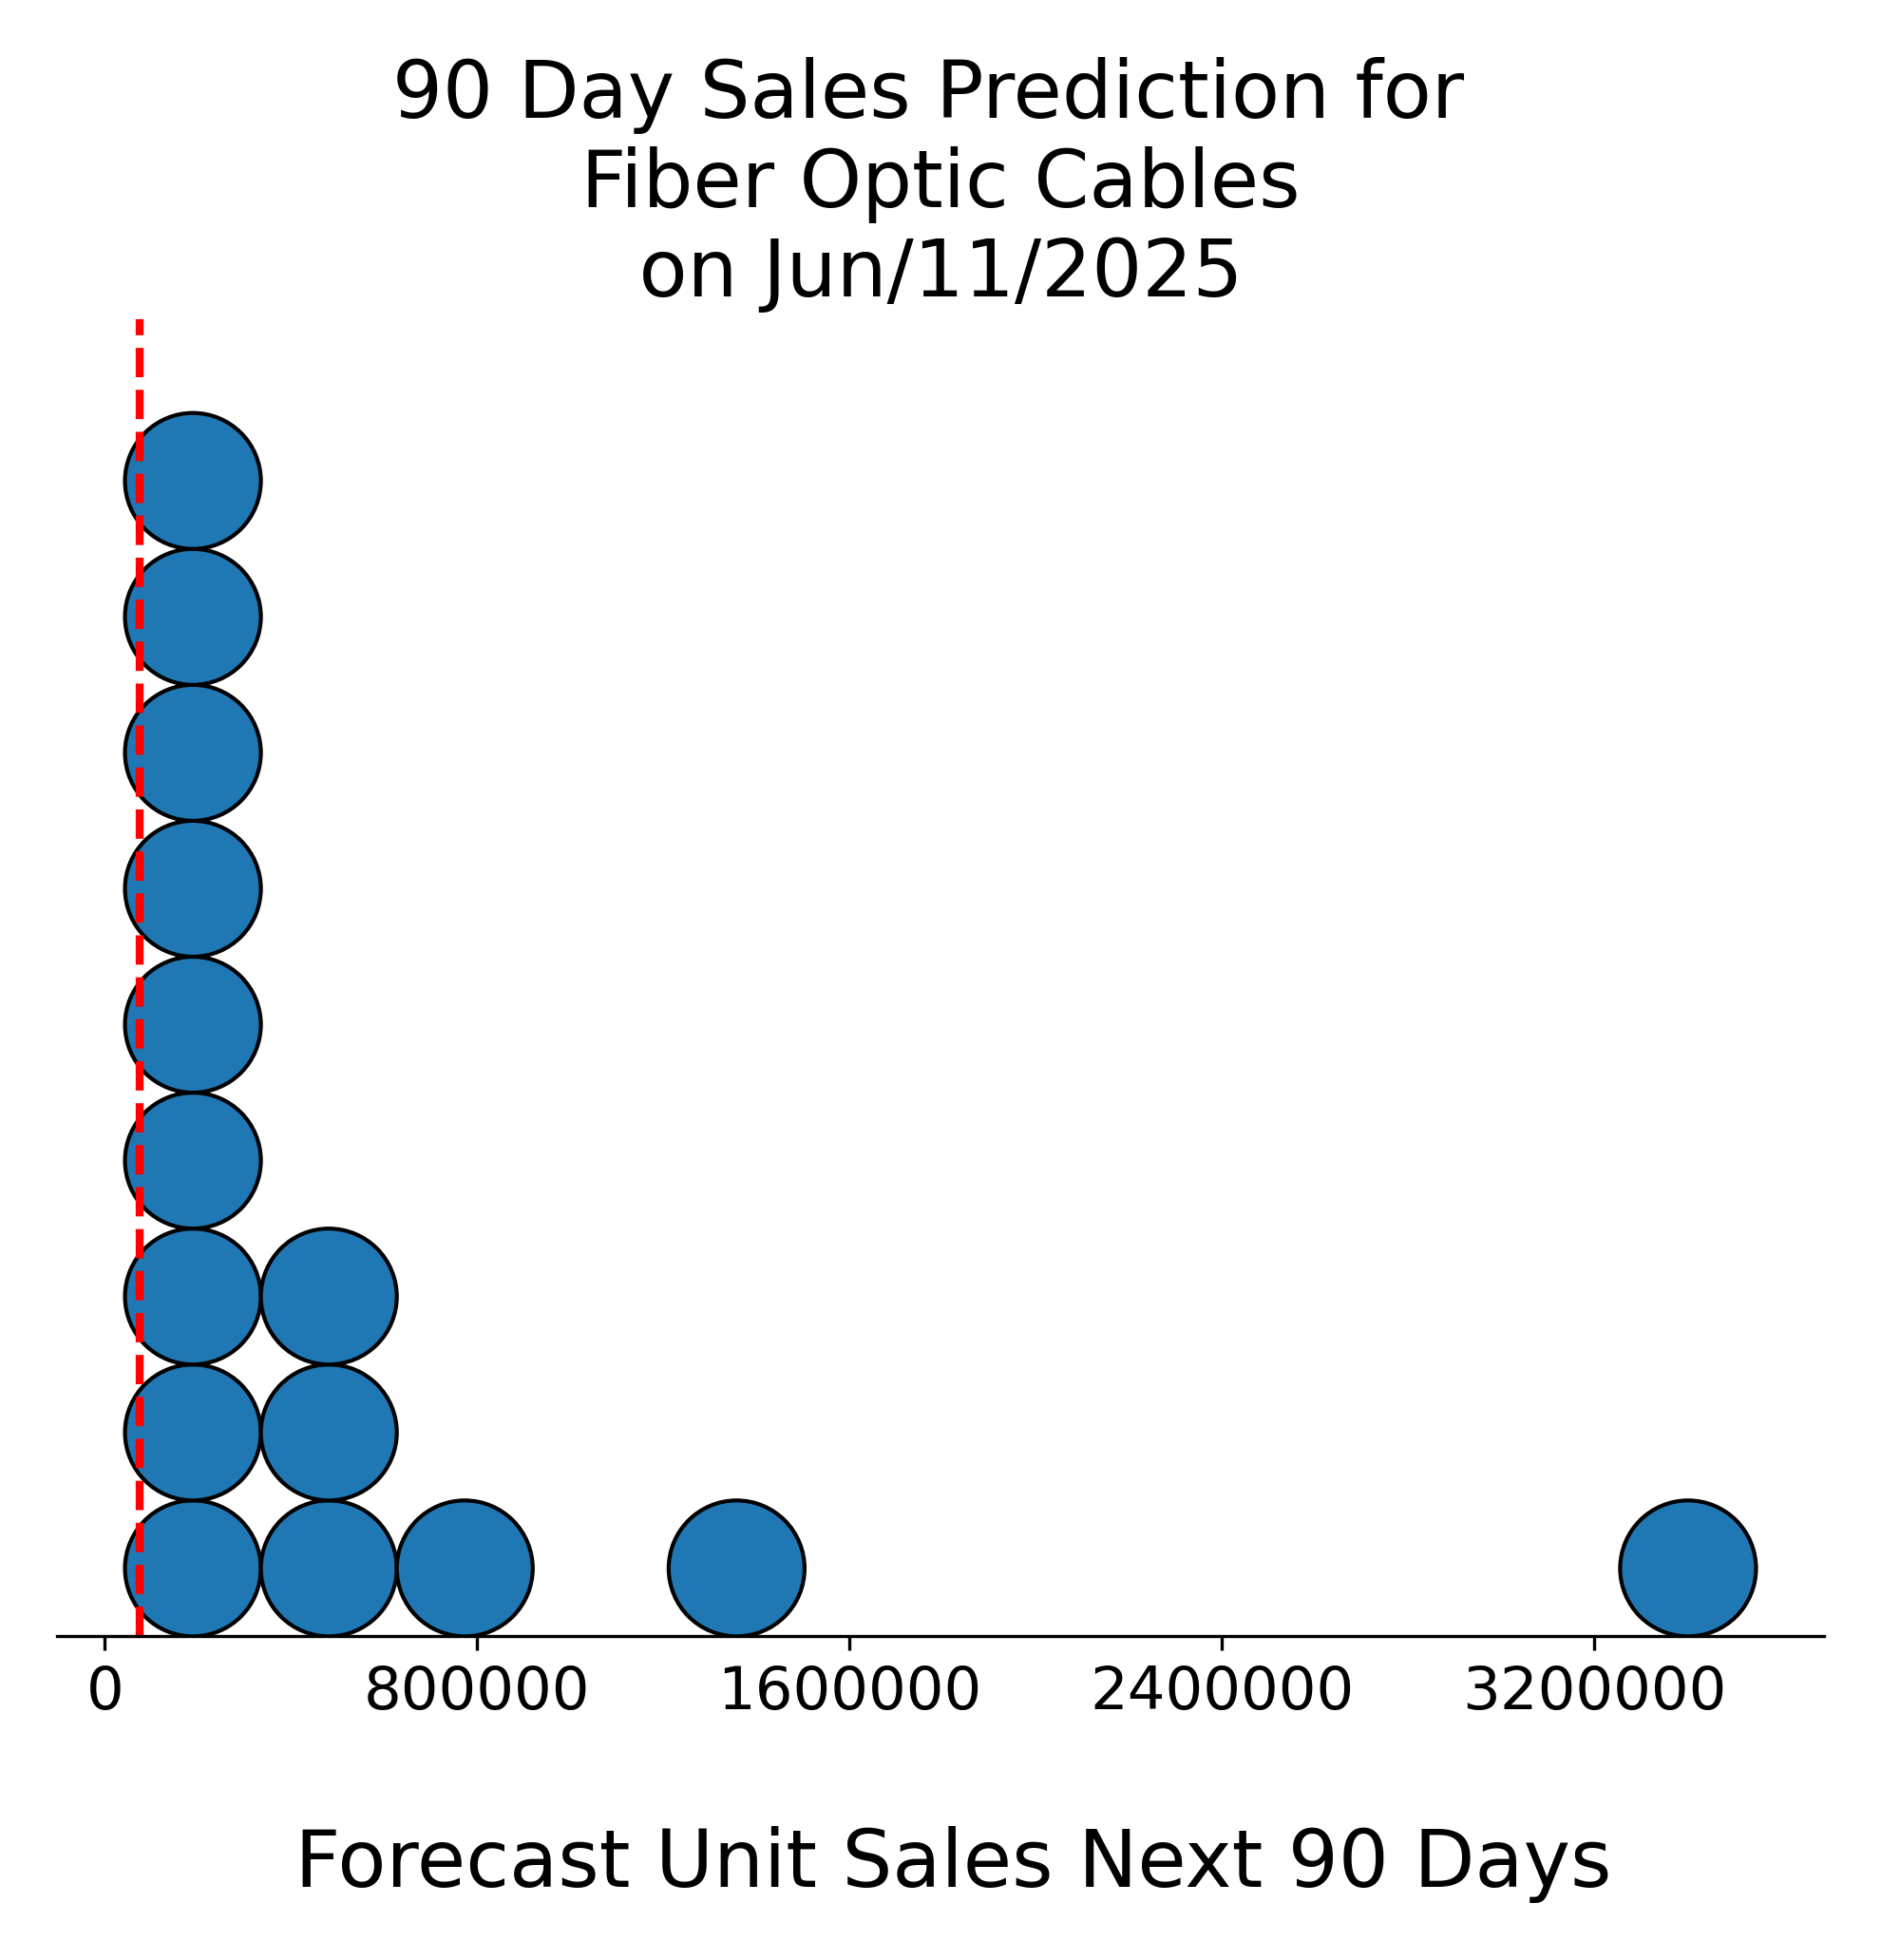 90 Day Sales Prediction for
Fiber Optic Cables
on Jun/11/2025
0 800000 1600000 2400000 3200000
Forecast Unit Sales Next 90 Days